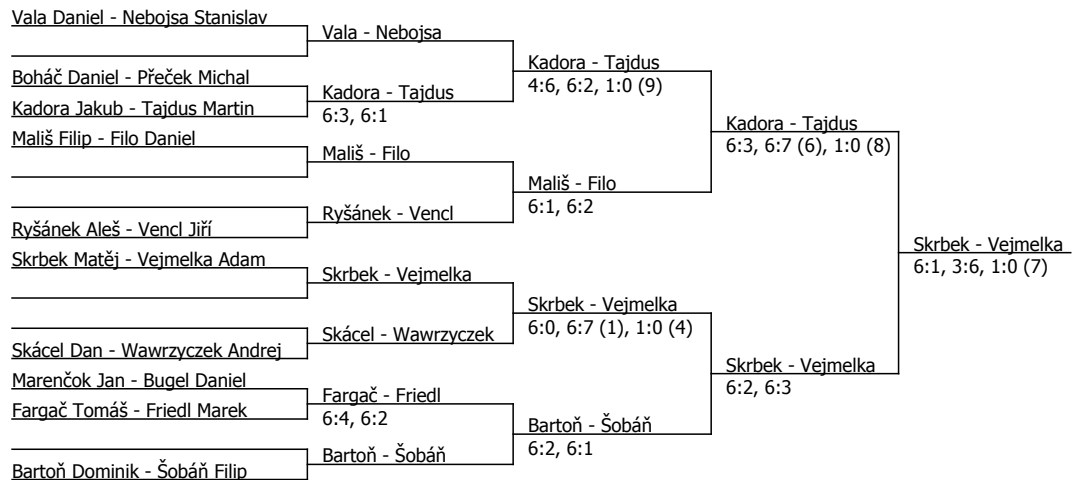 Vala Daniel - Nebojsa Stanislav
Boháč Daniel - Přeček Michal
Kadora Jakub - Tajdus Martin
Mališ Filip - Filo Daniel
Ryšánek Aleš - Vencl Jiří
Skrbek Matěj - Vejmelka Adam
Skácel Dan - Wawrzyczek Andrej
Marenčok Jan - Bugel Daniel
Fargač Tomáš - Friedl Marek
Bartoň Dominik - Šobáň Filip
Vala - Nebojsa
Kadora - Tajdus
6:3, 6:1
Mališ - Filo
Ryšánek - Vencl
Skrbek - Vejmelka
Skácel - Wawrzyczek
Fargač - Friedl
6:4, 6:2
Bartoň - Šobáň
Kadora - Tajdus
4:6, 6:2, 1:0 (9)
Mališ - Filo
6:1, 6:2
Skrbek - Vejmelka
6:0, 6:7 (1), 1:0 (4)
Bartoň - Šobáň
6:2, 6:1
Kadora - Tajdus
6:3, 6:7 (6), 1:0 (8)
Skrbek - Vejmelka
6:2, 6:3
Skrbek - Vejmelka
6:1, 3:6, 1:0 (7)